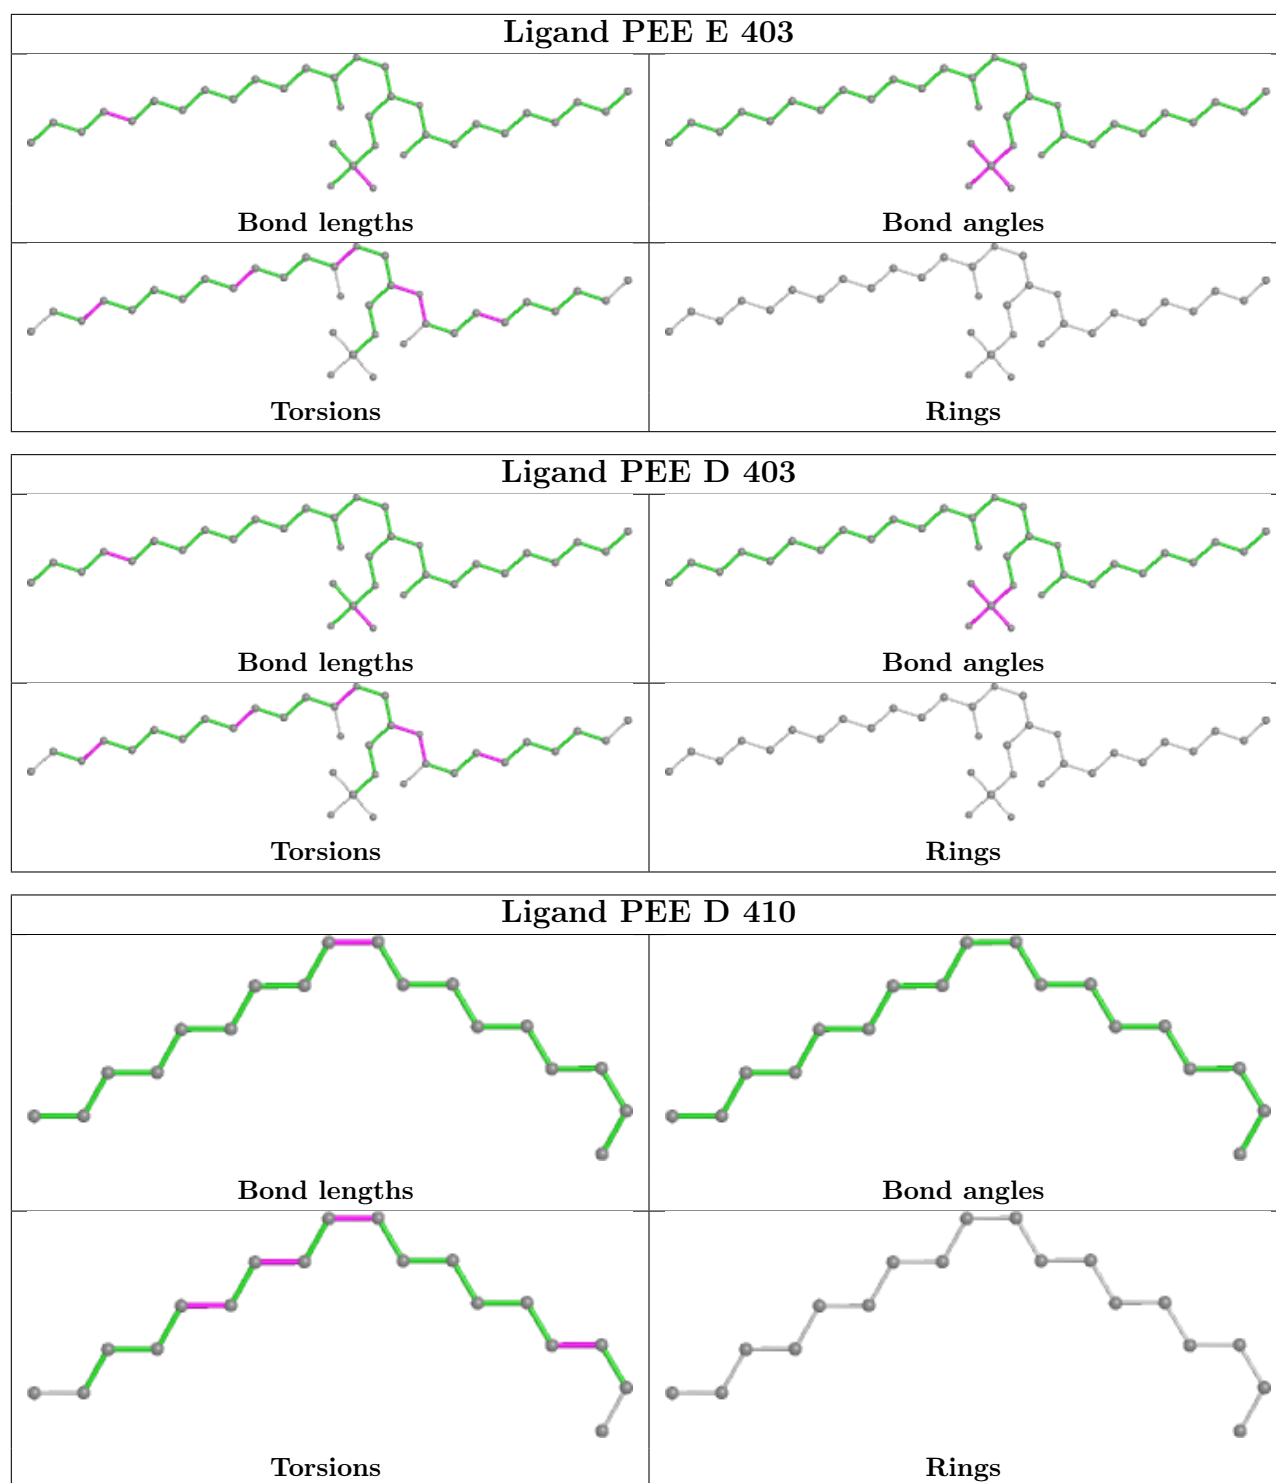 Ligand PEE E 403
Bond lengths
Bond angles
Torsions
Rings
Ligand PEE D 403
Bond lengths
Bond angles
Torsions
Rings
Ligand PEE D 410
Bond lengths
Bond angles
Torsions
Rings